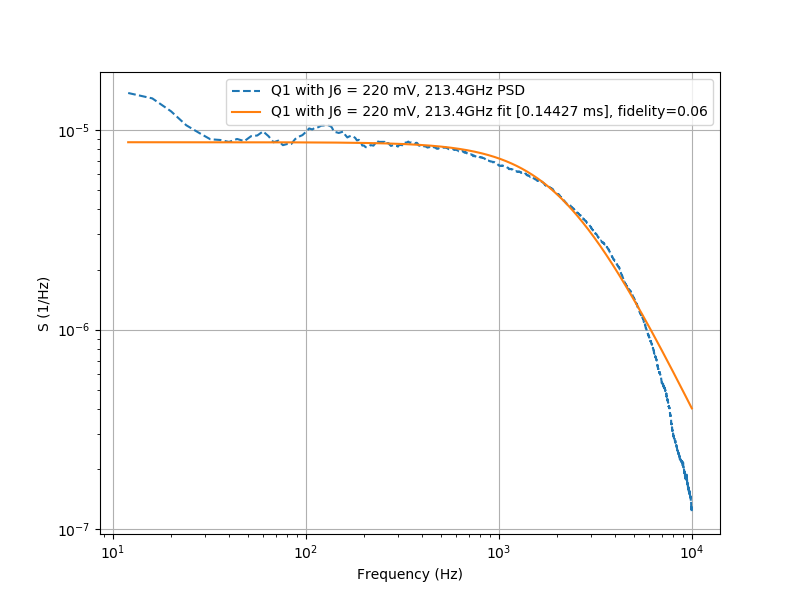 Q1 with J6 = 220 mV, 213.4GHz PSD
Q1 with J6 = 220 mV, 213.4GHz fit [0.14427 ms], fidelity=0.06
S (1/Hz)
10⁻⁵
10⁻⁶
10⁻⁷
10¹ 10² 10³ 10⁴
Frequency (Hz)